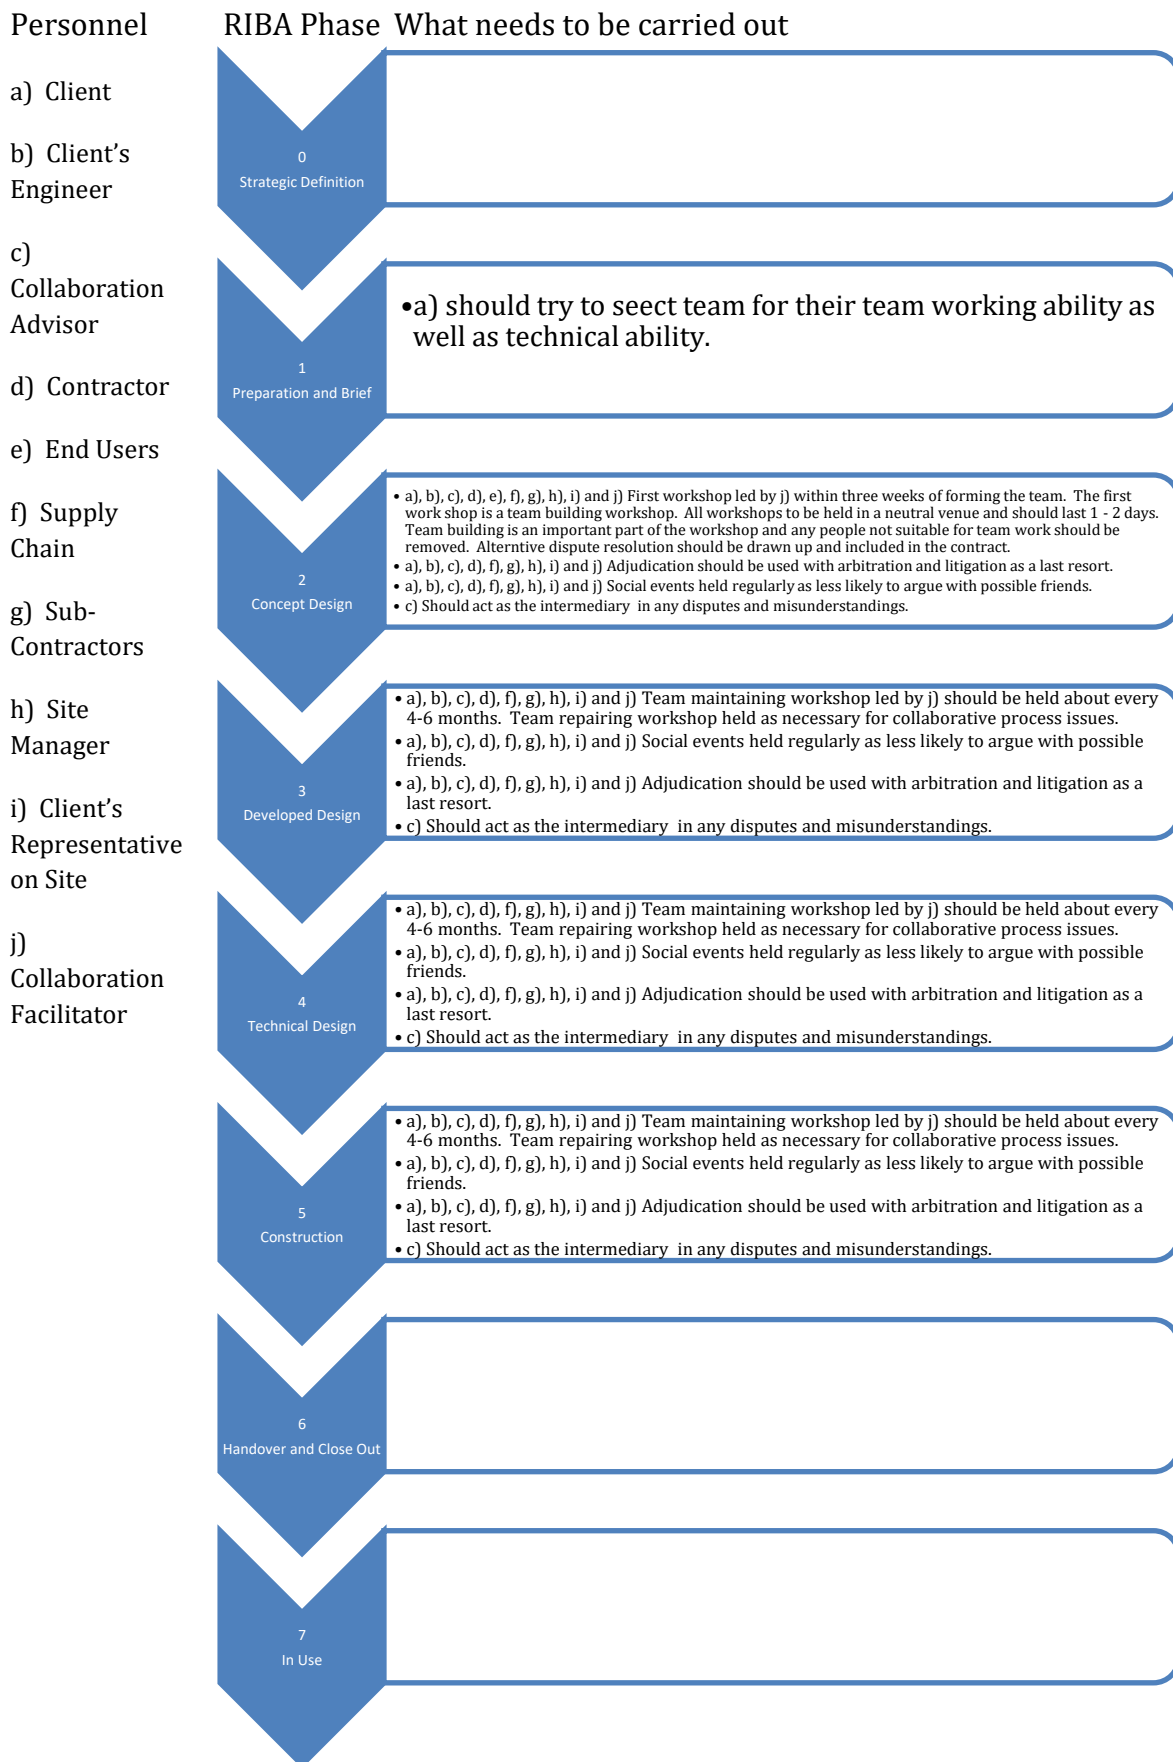 Personnel
RIBA Phase
What needs to be carried out
a) Client
b) Client’s
Engineer
c)
Collaboration
Advisor
d) Contractor
e) End Users
f) Supply
Chain
g) Sub-
Contractors
h) Site
Manager
i) Client’s
Representative
on Site
j)
Collaboration
Facilitator
0
Strategic Definition
1
Preparation and Brief
•a) should try to seect team for their team working ability as
well as technical ability.
2
Concept Design
• a), b), c), d), e), f), g), h), i) and j) First workshop led by j) within three weeks of forming the team. The first
work shop is a team building workshop. All workshops to be held in a neutral venue and should last 1 - 2 days.
Team building is an important part of the workshop and any people not suitable for team work should be
removed. Alterntive dispute resolution should be drawn up and included in the contract.
• a), b), c), d), f), g), h), i) and j) Adjudication should be used with arbitration and litigation as a last resort.
• a), b), c), d), f), g), h), i) and j) Social events held regularly as less likely to argue with possible friends.
• c) Should act as the intermediary in any disputes and misunderstandings.
3
Developed Design
• a), b), c), d), f), g), h), i) and j) Team maintaining workshop led by j) should be held about every
4-6 months. Team repairing workshop held as necessary for collaborative process issues.
• a), b), c), d), f), g), h), i) and j) Social events held regularly as less likely to argue with possible
friends.
• a), b), c), d), f), g), h), i) and j) Adjudication should be used with arbitration and litigation as a
last resort.
• c) Should act as the intermediary in any disputes and misunderstandings.
4
Technical Design
• a), b), c), d), f), g), h), i) and j) Team maintaining workshop led by j) should be held about every
4-6 months. Team repairing workshop held as necessary for collaborative process issues.
• a), b), c), d), f), g), h), i) and j) Social events held regularly as less likely to argue with possible
friends.
• a), b), c), d), f), g), h), i) and j) Adjudication should be used with arbitration and litigation as a
last resort.
• c) Should act as the intermediary in any disputes and misunderstandings.
5
Construction
• a), b), c), d), f), g), h), i) and j) Team maintaining workshop led by j) should be held about every
4-6 months. Team repairing workshop held as necessary for collaborative process issues.
• a), b), c), d), f), g), h), i) and j) Social events held regularly as less likely to argue with possible
friends.
• a), b), c), d), f), g), h), i) and j) Adjudication should be used with arbitration and litigation as a
last resort.
• c) Should act as the intermediary in any disputes and misunderstandings.
6
Handover and Close Out
7
In Use